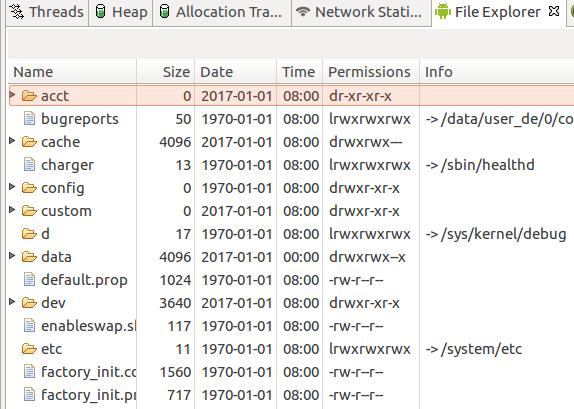 Threads Heap Allocation Tra... Network Stati... File Explorer
Name Size Date Time Permissions Info
acct 0 2017-01-01 08:00 dr-xr-xr-x
bugreports 50 1970-01-01 08:00 lrwxrwxrwx ->/data/user_de/0/co
cache 4096 2017-01-01 08:00 drwxrwx---
charger 13 1970-01-01 08:00 lrwxrwxrwx ->/sbin/healthd
config 0 1970-01-01 08:00 drwxr-xr-x
custom 0 2017-01-01 08:00 drwxr-xr-x
d 17 1970-01-01 08:00 lrwxrwxrwx ->/sys/kernel/debug
data 4096 2017-01-01 00:00 drwxrwx--x
default.prop 1024 1970-01-01 08:00 -rw-r--r--
dev 3640 2017-01-01 08:00 drwxr-xr-x
enableswap.sl 117 1970-01-01 08:00 -rw-r--r--
etc 11 1970-01-01 08:00 lrwxrwxrwx ->/system/etc
factory_init.cc 1560 1970-01-01 08:00 -rw-r--r--
factory_init.pr 717 1970-01-01 08:00 -rw-r--r--